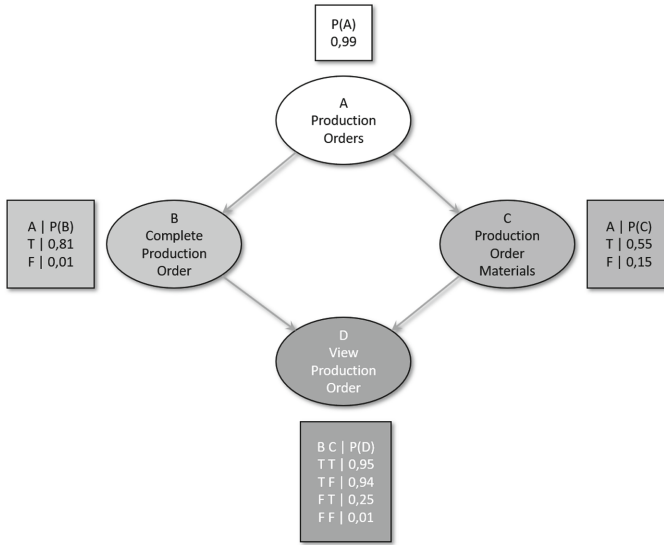 P(A)
0,99
A
Production
Orders
A | P(B)
T | 0,81
F | 0,01
B
Complete
Production
Order
C
Production
Order
Materials
A | P(C)
T | 0,55
F | 0,15
D
View
Production
Order
B C | P(D)
T T | 0,95
T F | 0,94
F T | 0,25
F F | 0,01